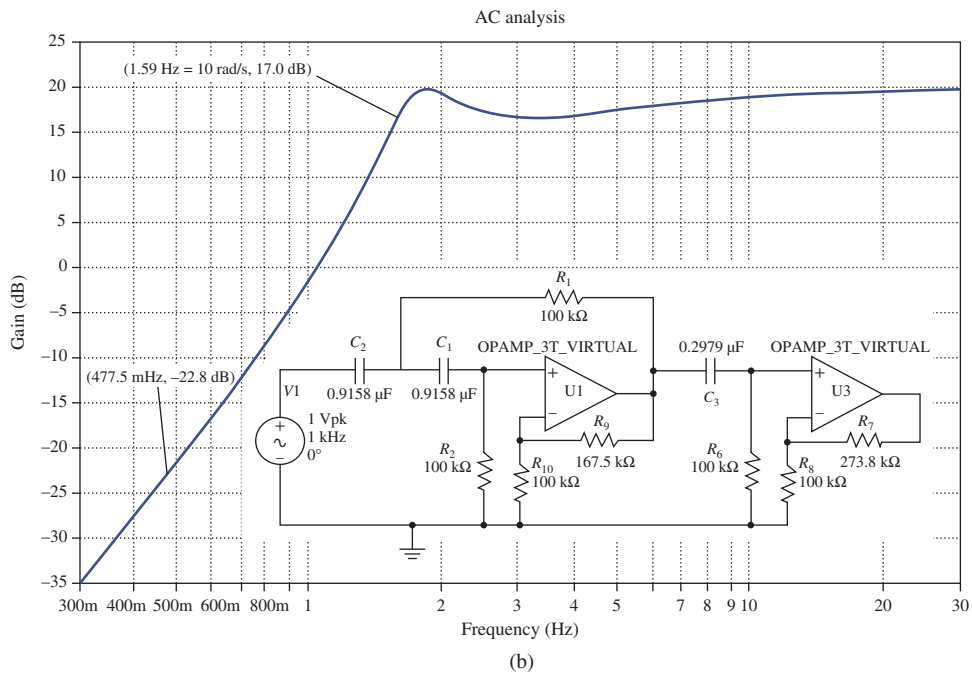 AC analysis
25
20
15
10
5
0
–5
–10
–15
–20
–25
–30
–35
Gain (dB)
(1.59 Hz = 10 rad/s, 17.0 dB)
(477.5 mHz, –22.8 dB)
R1
100 kΩ
C2
0.9158 µF
C1
0.9158 µF
OPAMP_3T_VIRTUAL
+
–
U1
0.2979 µF
C3
OPAMP_3T_VIRTUAL
+
–
U3
V1
+
–
1 Vpk
1 kHz
0°
R2
100 kΩ
R10
100 kΩ
R9
167.5 kΩ
R6
100 kΩ
R8
100 kΩ
R7
273.8 kΩ
300m 400m 500m 600m 800m 1 2 3 4 5 6 7 8 9 10 20 30
Frequency (Hz)
(b)